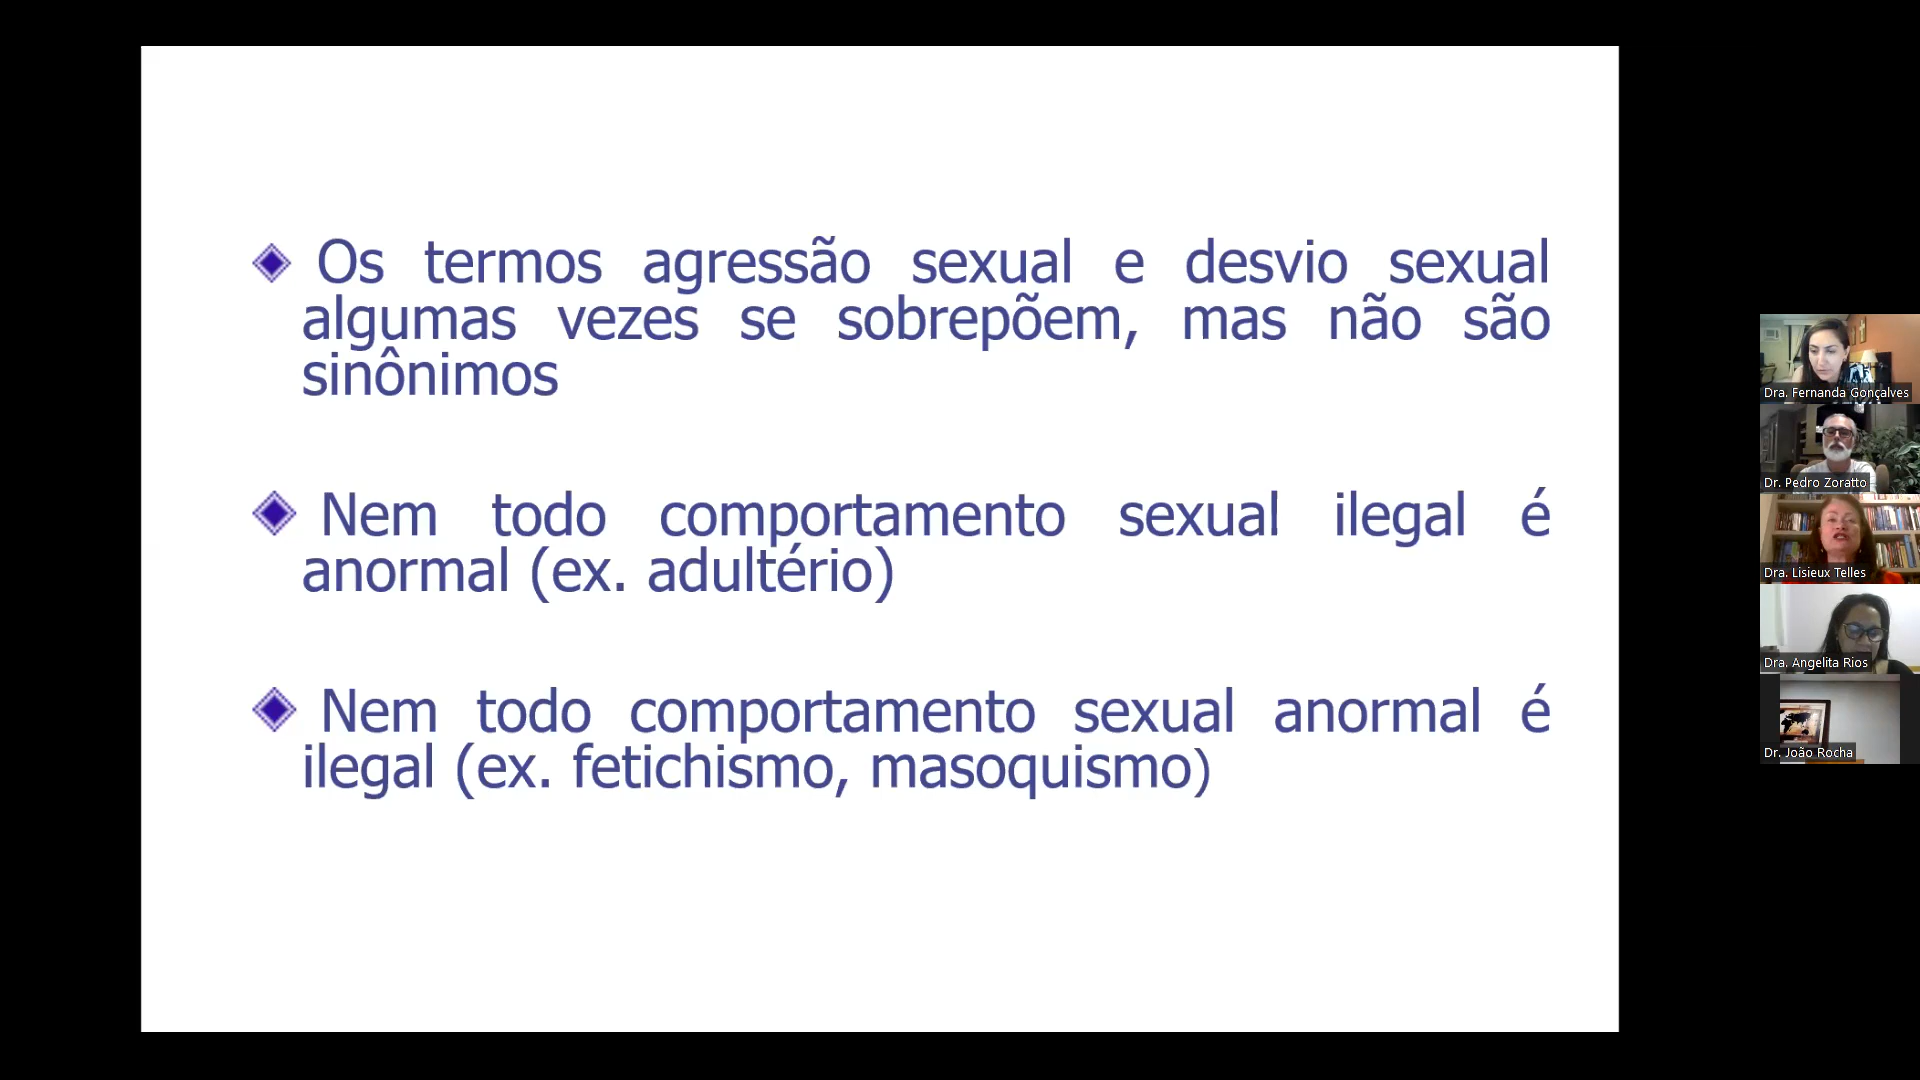 Os termos agressão sexual e desvio sexual
algumas vezes se sobrepõem, mas não são
sinônimos
Nem todo comportamento sexual ilegal é
anormal (ex. adultério)
Nem todo comportamento sexual anormal é
ilegal (ex. fetichismo, masoquismo)
Dra. Fernanda Gonçalves
Dr. Pedro Zoratto
Dra. Lisieux Telles
Dra. Angelita Rios
Dr. João Rocha